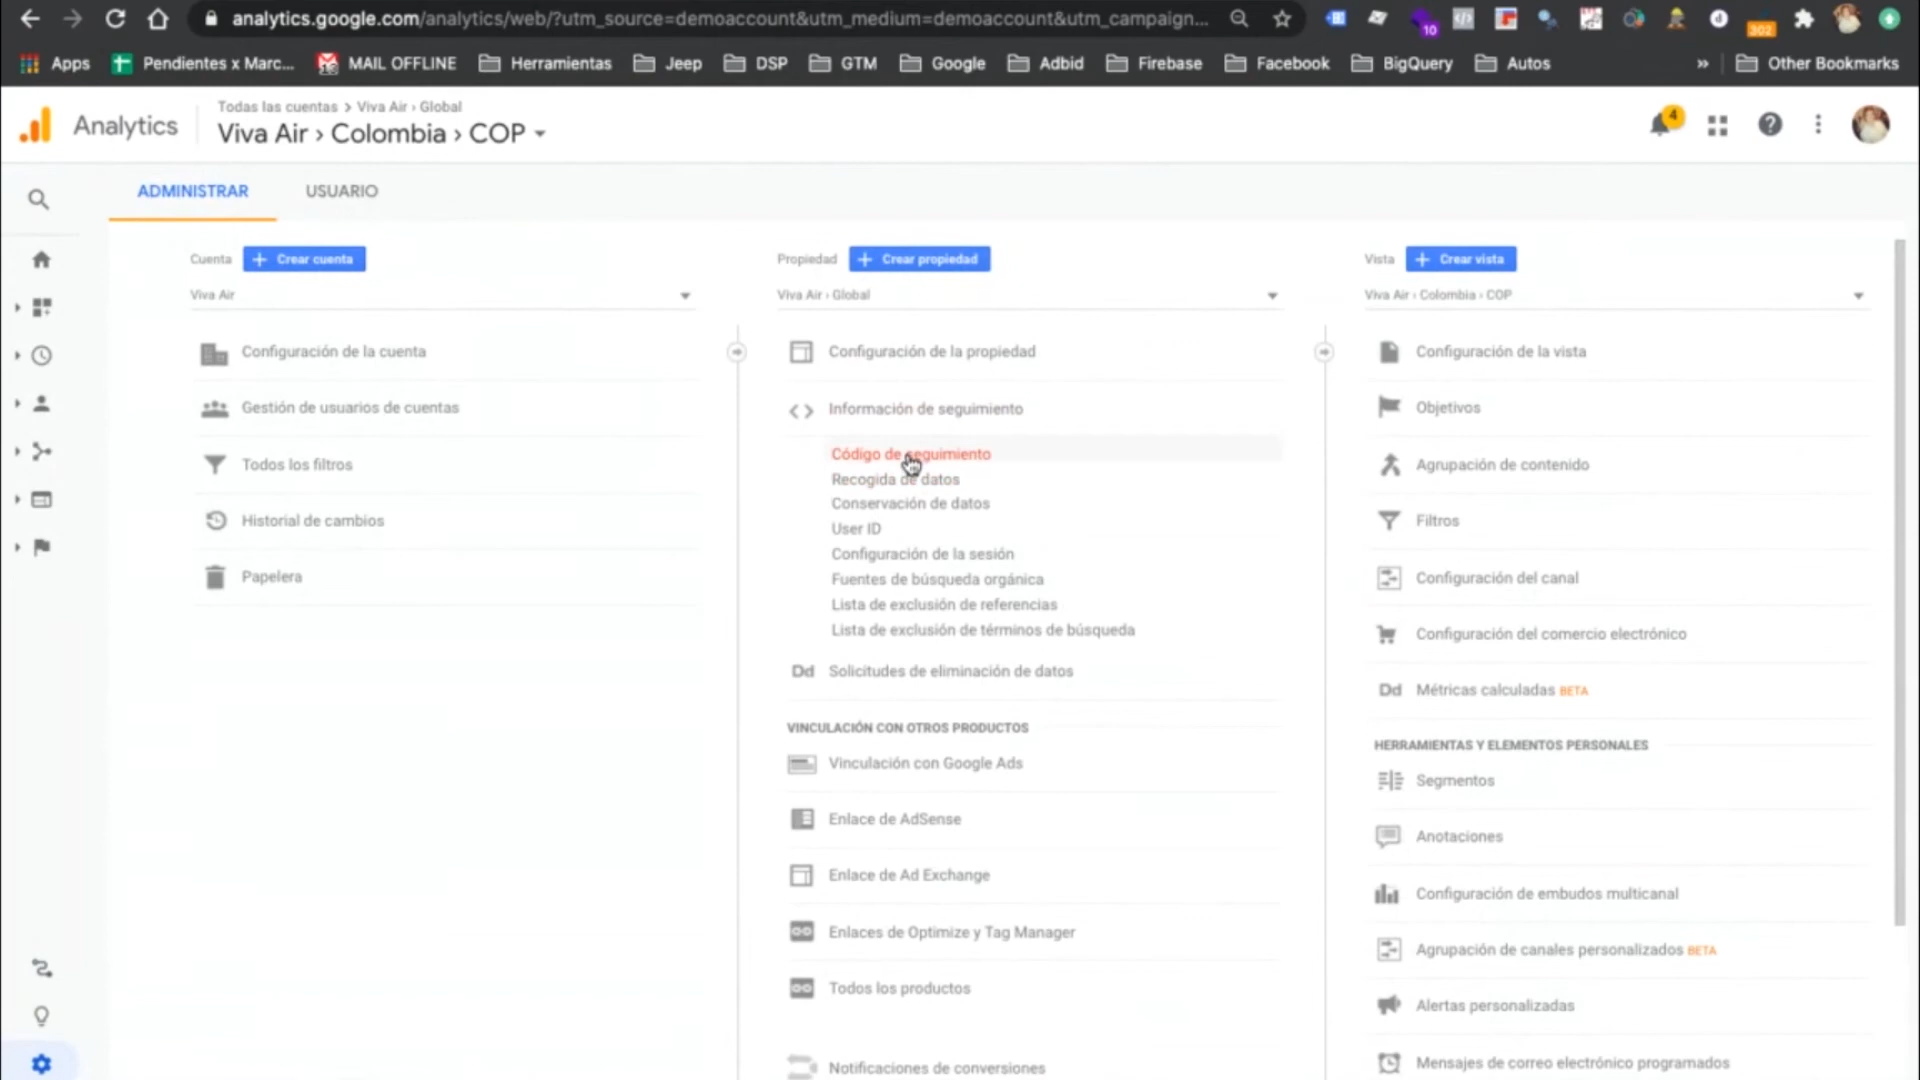 analytics.google.com/analytics/web/?utm_source=demoaccount&utm_medium=demoaccount&utm_campaign...
10
302
Apps
Pendientes x Marc...
MAIL OFFLINE
Herramientas
Jeep
DSP
GTM
Google
Adbid
Firebase
Facebook
BigQuery
Autos
»
Other Bookmarks
Analytics
Todas las cuentas > Viva Air › Global
Viva Air › Colombia › COP
4
ADMINISTRAR
USUARIO
Cuenta
+ Crear cuenta
Viva Air
Configuración de la cuenta
Gestión de usuarios de cuentas
Todos los filtros
Historial de cambios
Papelera
Propiedad
+ Crear propiedad
Viva Air › Global
Configuración de la propiedad
Información de seguimiento
Código de seguimiento
Recogida de datos
Conservación de datos
User ID
Configuración de la sesión
Fuentes de búsqueda orgánica
Lista de exclusión de referencias
Lista de exclusión de términos de búsqueda
Dd Solicitudes de eliminación de datos
VINCULACIÓN CON OTROS PRODUCTOS
Vinculación con Google Ads
Enlace de AdSense
Enlace de Ad Exchange
Enlaces de Optimize y Tag Manager
Todos los productos
Notificaciones de conversiones
Vista
+ Crear vista
Viva Air › Colombia › COP
Configuración de la vista
Objetivos
Agrupación de contenido
Filtros
Configuración del canal
Configuración del comercio electrónico
Dd Métricas calculadas BETA
HERRAMIENTAS Y ELEMENTOS PERSONALES
Segmentos
Anotaciones
Configuración de embudos multicanal
Agrupación de canales personalizados BETA
Alertas personalizadas
Mensajes de correo electrónico programados